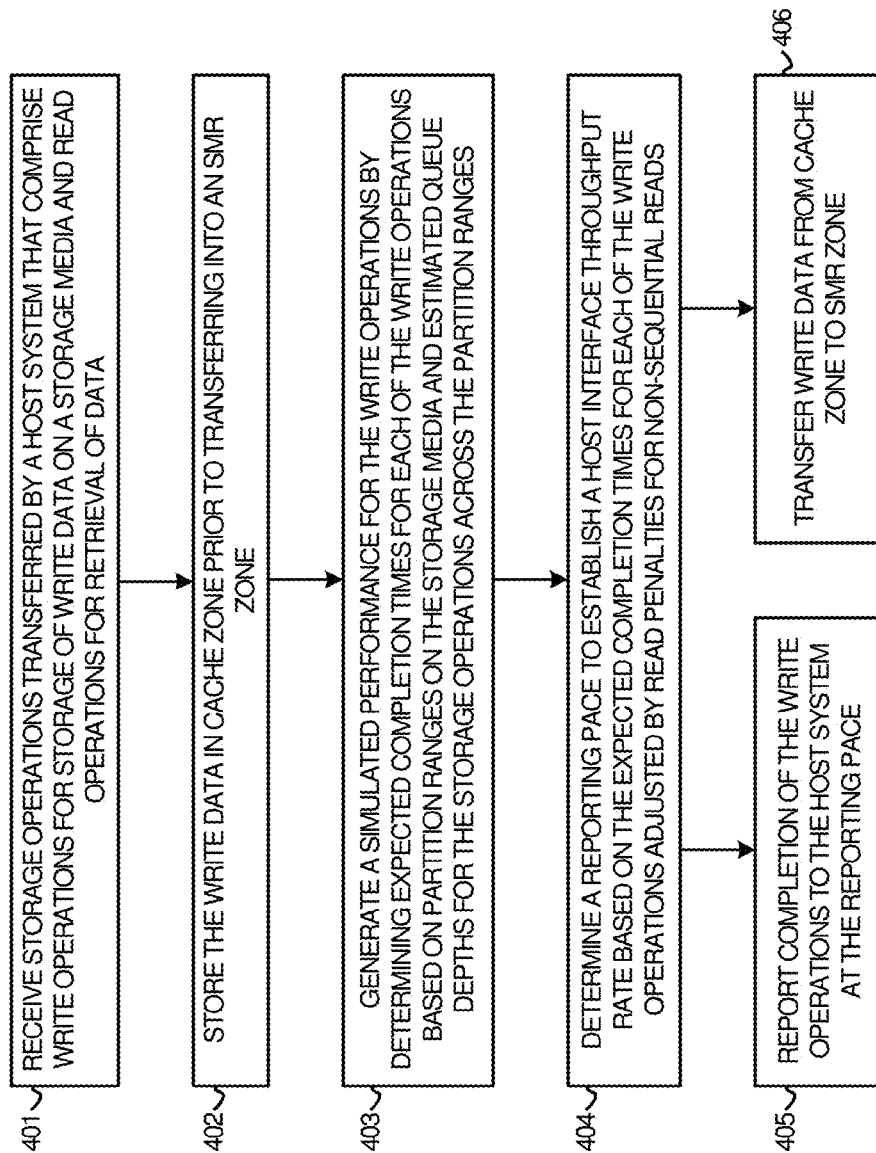 401
RECEIVE STORAGE OPERATIONS TRANSFERRED BY A HOST SYSTEM THAT COMPRISE
WRITE OPERATIONS FOR STORAGE OF WRITE DATA ON A STORAGE MEDIA AND READ
OPERATIONS FOR RETRIEVAL OF DATA
402
STORE THE WRITE DATA IN CACHE ZONE PRIOR TO TRANSFERRING INTO AN SMR
ZONE
403
GENERATE A SIMULATED PERFORMANCE FOR THE WRITE OPERATIONS BY
DETERMINING EXPECTED COMPLETION TIMES FOR EACH OF THE WRITE OPERATIONS
BASED ON PARTITION RANGES ON THE STORAGE MEDIA AND ESTIMATED QUEUE
DEPTHS FOR THE STORAGE OPERATIONS ACROSS THE PARTITION RANGES
404
DETERMINE A REPORTING PACE TO ESTABLISH A HOST INTERFACE THROUGHPUT
RATE BASED ON THE EXPECTED COMPLETION TIMES FOR EACH OF THE WRITE
OPERATIONS ADJUSTED BY READ PENALTIES FOR NON-SEQUENTIAL READS
405
REPORT COMPLETION OF THE WRITE
OPERATIONS TO THE HOST SYSTEM
AT THE REPORTING PACE
406
TRANSFER WRITE DATA FROM CACHE
ZONE TO SMR ZONE